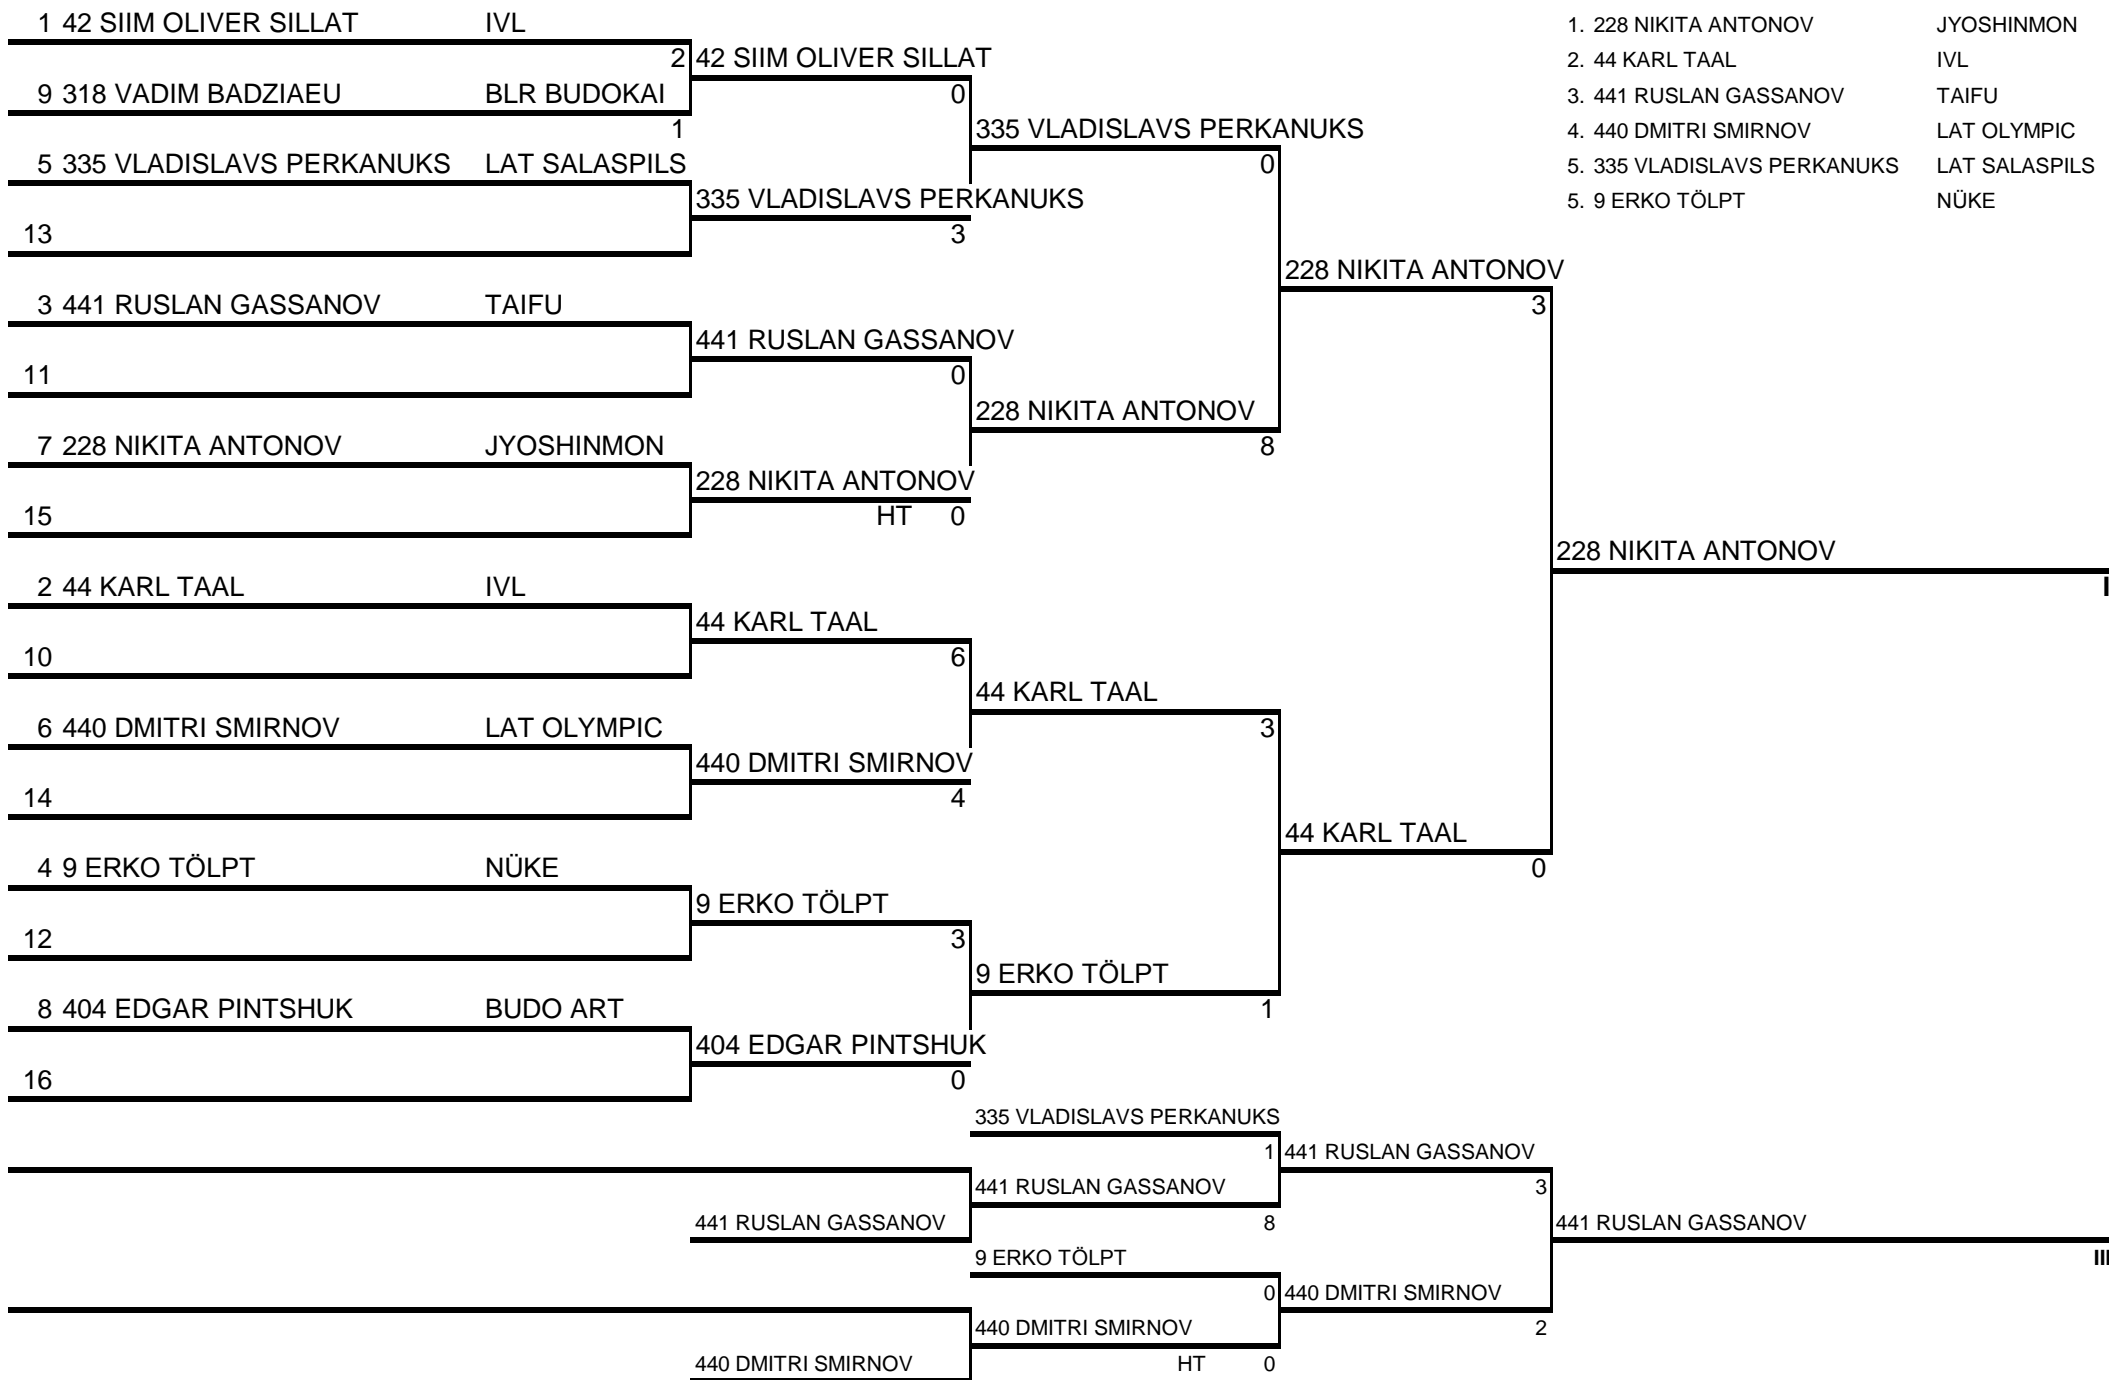 1 42 SIIM OLIVER SILLAT IVL
2 42 SIIM OLIVER SILLAT
9 318 VADIM BADZIAEU BLR BUDOKAI
0
1
335 VLADISLAVS PERKANUKS
5 335 VLADISLAVS PERKANUKS LAT SALASPILS
0
335 VLADISLAVS PERKANUKS
13
3
228 NIKITA ANTONOV
3 441 RUSLAN GASSANOV TAIFU
3
441 RUSLAN GASSANOV
11
0
228 NIKITA ANTONOV
7 228 NIKITA ANTONOV JYOSHINMON
8
228 NIKITA ANTONOV
15
HT 0
228 NIKITA ANTONOV
2 44 KARL TAAL IVL
I
44 KARL TAAL
10
6
44 KARL TAAL
6 440 DMITRI SMIRNOV LAT OLYMPIC
3
440 DMITRI SMIRNOV
14
4
44 KARL TAAL
4 9 ERKO TÖLPT NÜKE
0
9 ERKO TÖLPT
12
3
9 ERKO TÖLPT
8 404 EDGAR PINTSHUK BUDO ART
1
404 EDGAR PINTSHUK
16
0
335 VLADISLAVS PERKANUKS
1 441 RUSLAN GASSANOV
441 RUSLAN GASSANOV
3
441 RUSLAN GASSANOV
8
441 RUSLAN GASSANOV
III
9 ERKO TÖLPT
0 440 DMITRI SMIRNOV
440 DMITRI SMIRNOV
2
440 DMITRI SMIRNOV
HT 0
1. 228 NIKITA ANTONOV JYOSHINMON
2. 44 KARL TAAL IVL
3. 441 RUSLAN GASSANOV TAIFU
4. 440 DMITRI SMIRNOV LAT OLYMPIC
5. 335 VLADISLAVS PERKANUKS LAT SALASPILS
5. 9 ERKO TÖLPT NÜKE